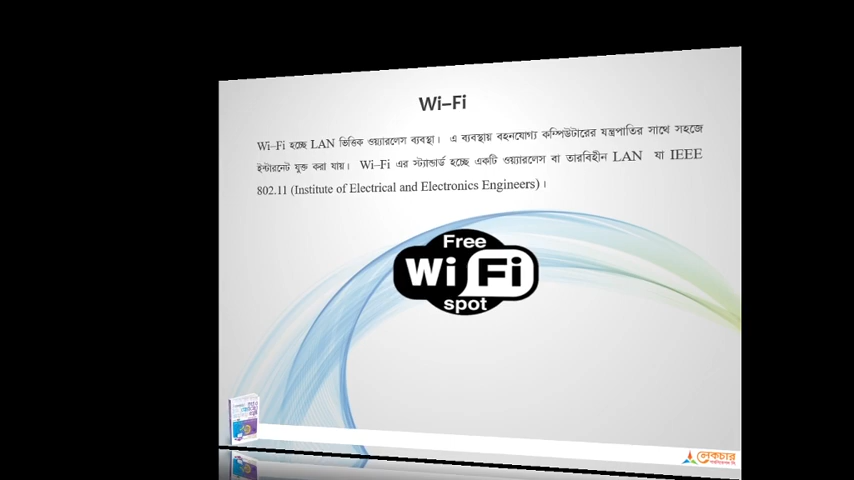 Wi–Fi
Wi–Fi হচ্ছে LAN ভিত্তিক ওয়্যারলেস ব্যবস্থা। এ ব্যবস্থায় বহনযোগ্য কম্পিউটারের যন্ত্রপাতির সাথে সহজে
ইন্টারনেট যুক্ত করা যায়। Wi–Fi এর স্ট্যান্ডার্ড হচ্ছে একটি ওয়্যারলেস বা তারবিহীন LAN যা IEEE
802.11 (Institute of Electrical and Electronics Engineers)।
Free
Wi Fi
spot
লেকচার